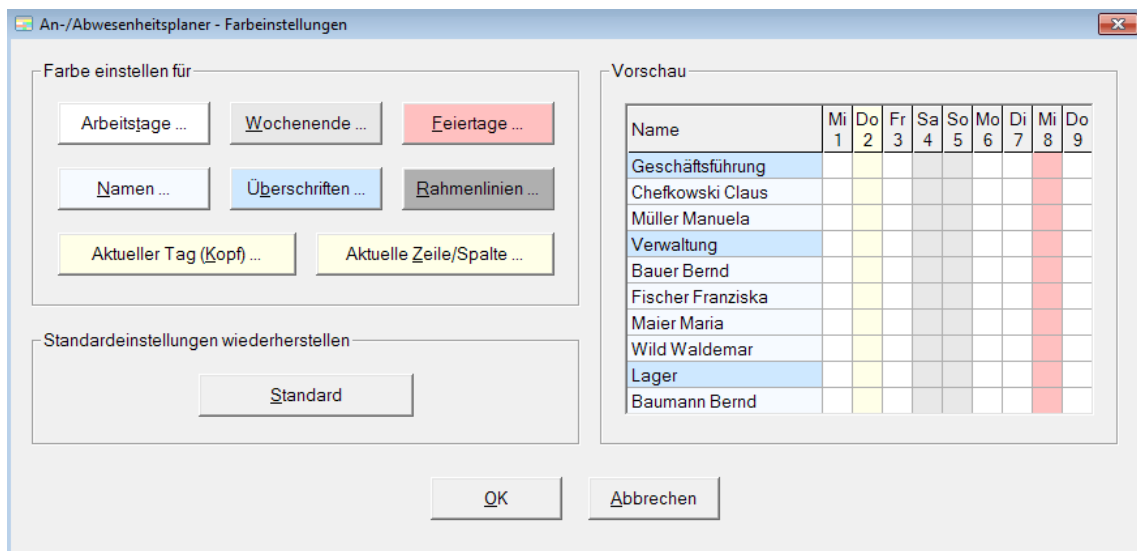 An-/Abwesenheitsplaner - Farbeinstellungen
Farbe einstellen für
Arbeitstage ... Wochenende ... Feiertage ...
Namen ... Überschriften ... Rahmenlinien ...
Aktueller Tag (Kopf) ... Aktuelle Zeile/Spalte ...
Standardeinstellungen wiederherstellen
Standard
Vorschau
Name Mi Do Fr Sa So Mo Di Mi Do
1 2 3 4 5 6 7 8 9
Geschäftsführung
Chefkowski Claus
Müller Manuela
Verwaltung
Bauer Bernd
Fischer Franziska
Maier Maria
Wild Waldemar
Lager
Baumann Bernd
OK Abbrechen